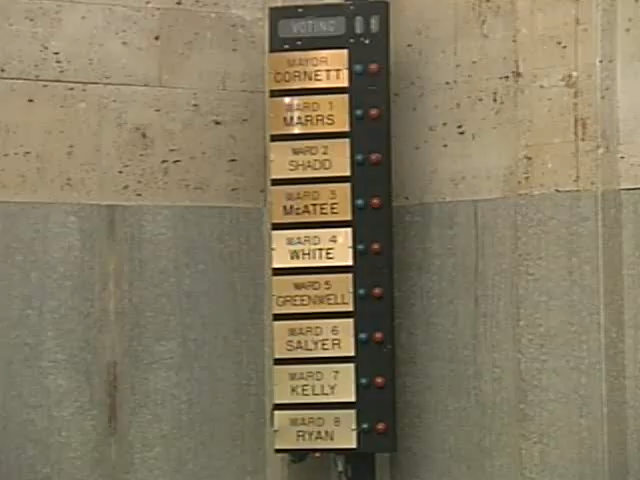 VOTING
MAYOR
CORNETT
WARD 1
MARRS
WARD 2
SHADID
WARD 3
McATEE
WARD 4
WHITE
WARD 5
GREENWELL
WARD 6
SALYER
WARD 7
KELLY
WARD 8
RYAN